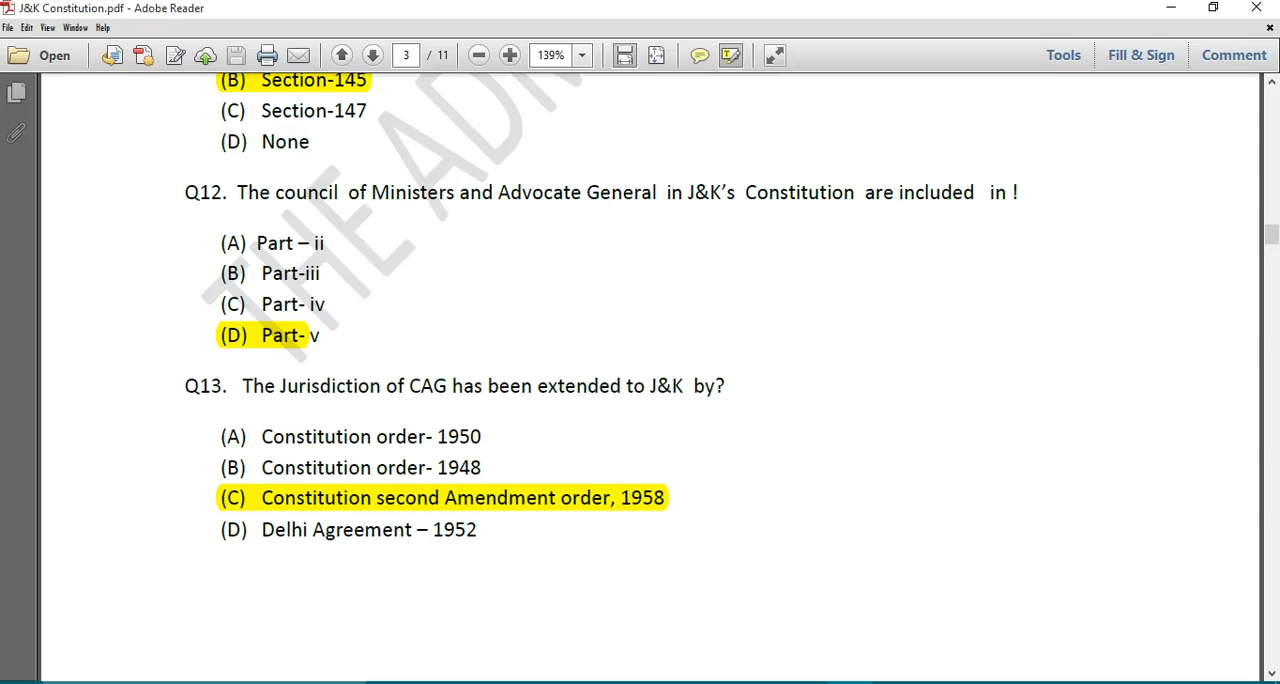 J&K Constitution.pdf - Adobe Reader
File Edit View Window Help
Open 3 / 11 139% Tools Fill & Sign Comment
(B) Section-145
(C) Section-147
(D) None
Q12. The council of Ministers and Advocate General in J&K's Constitution are included in !
(A) Part – ii
(B) Part-iii
(C) Part- iv
(D) Part- v
Q13. The Jurisdiction of CAG has been extended to J&K by?
(A) Constitution order- 1950
(B) Constitution order- 1948
(C) Constitution second Amendment order, 1958
(D) Delhi Agreement – 1952
THE ADM